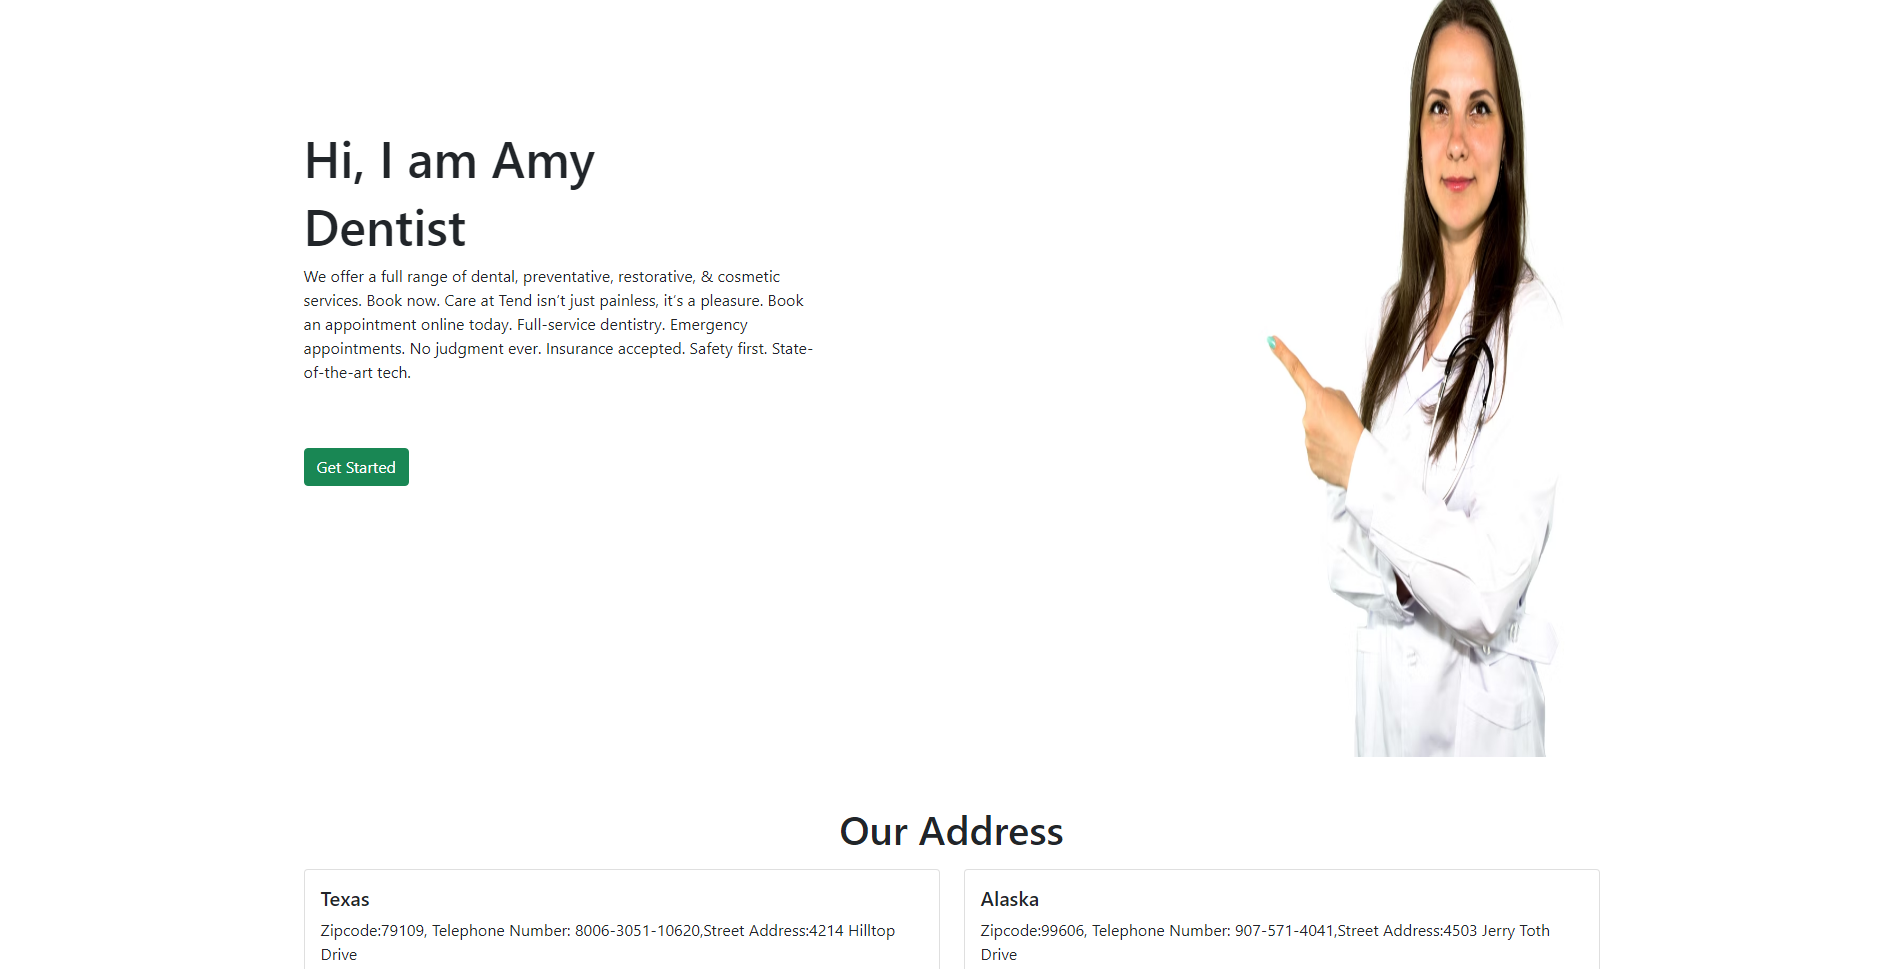 Hi, I am Amy
Dentist
We offer a full range of dental, preventative, restorative, & cosmetic
services. Book now. Care at Tend isn’t just painless, it’s a pleasure. Book
an appointment online today. Full-service dentistry. Emergency
appointments. No judgment ever. Insurance accepted. Safety first. State-
of-the-art tech.
Get Started
Our Address
Texas
Zipcode:79109, Telephone Number: 8006-3051-10620,Street Address:4214 Hilltop
Drive
Alaska
Zipcode:99606, Telephone Number: 907-571-4041,Street Address:4503 Jerry Toth
Drive